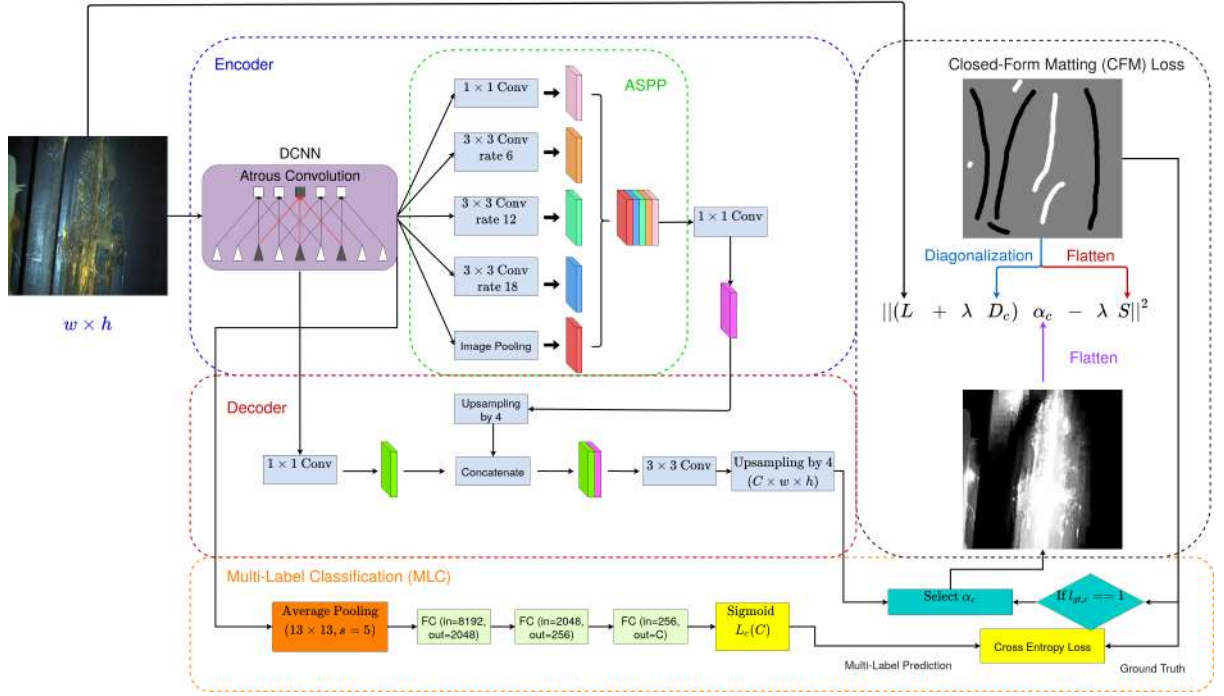 Encoder
ASPP
Closed-Form Matting (CFM) Loss
DCNN
Atrous Convolution
1 × 1 Conv
3 × 3 Conv
rate 6
3 × 3 Conv
rate 12
3 × 3 Conv
rate 18
Image Pooling
1 × 1 Conv
w × h
Diagonalization
Flatten
||(L + λ D_c) α_c − λ S||²
Flatten
Decoder
Upsampling
by 4
1 × 1 Conv
Concatenate
3 × 3 Conv
Upsampling by 4
(C × w × h)
Multi-Label Classification (MLC)
Average Pooling
(13 × 13, s = 5)
FC (in=8192,
out=2048)
FC (in=2048,
out=256)
FC (in=256,
out=C)
Sigmoid
L_c(C)
Select α_c
If l_{gt,c} == 1
Cross Entropy Loss
Multi-Label Prediction
Ground Truth